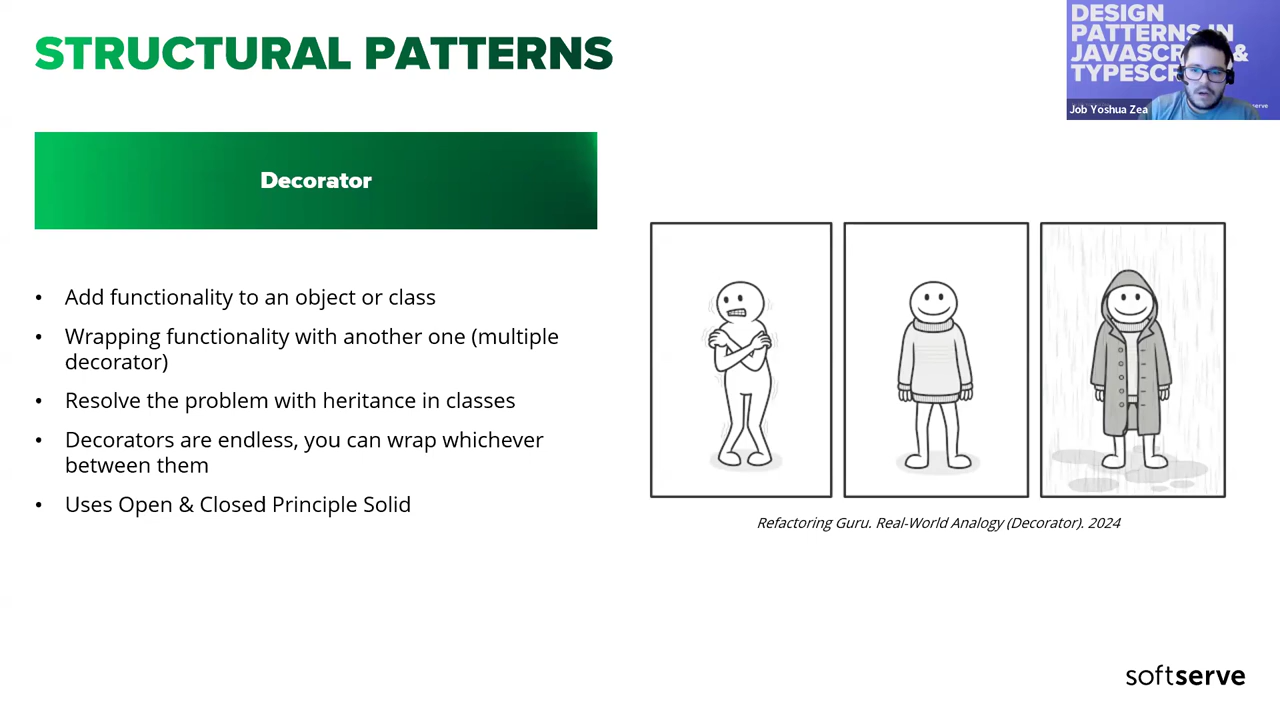 STRUCTURAL PATTERNS
DESIGN
PATTERNS IN
&
Job Yoshua Zea
Decorator
• Add functionality to an object or class
• Wrapping functionality with another one (multiple
decorator)
• Resolve the problem with heritance in classes
• Decorators are endless, you can wrap whichever
between them
• Uses Open & Closed Principle Solid
Refactoring Guru. Real-World Analogy (Decorator). 2024
softserve